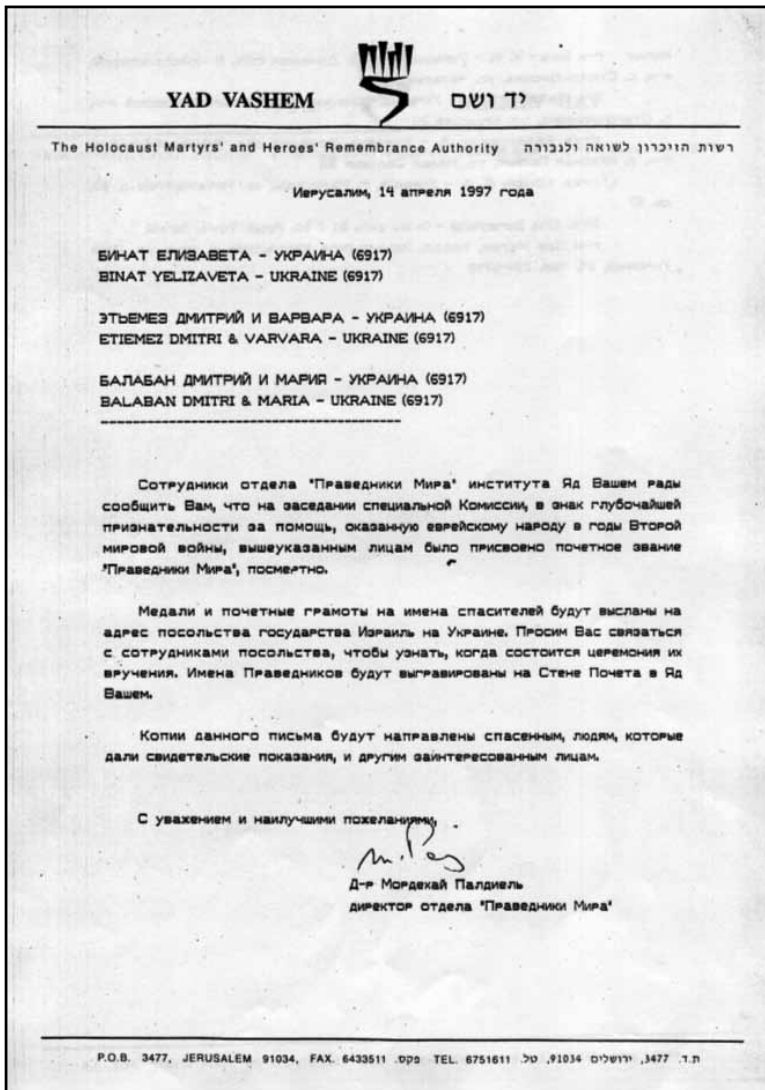 YAD VASHEM יד ושם
The Holocaust Martyrs' and Heroes' Remembrance Authority רשות הזיכרון לשואה ולגבורה
Иерусалим, 14 апреля 1997 года
БИНАТ ЕЛИЗАВЕТА - УКРАИНА (6917)
BINAT YELIZAVETA - UKRAINE (6917)
ЭТЬЕМЕЗ ДМИТРИЙ И ВАРВАРА - УКРАИНА (6917)
ETIEMEZ DMITRI & VARVARA - UKRAINE (6917)
БАЛАБАН ДМИТРИЙ И МАРИЯ - УКРАИНА (6917)
BALABAN DMITRI & MARIA - UKRAINE (6917)
----------------------------------------
Сотрудники отдела "Праведники Мира" института Яд Вашем рады
сообщить Вам, что на заседании специальной Комиссии, в знак глубочайшей
признательности за помощь, оказанную еврейскому народу в годы Второй
мировой войны, вышеуказанным лицам было присвоено почетное звание
"Праведники Мира", посмертно.
Медали и почетные грамоты на имена спасителей будут высланы на
адрес посольства государства Израиль на Украине. Просим Вас связаться
с сотрудниками посольства, чтобы узнать, когда состоится церемония их
вручения. Имена Праведников будут выгравированы на Стене Почета в Яд
Вашем.
Копии данного письма будут направлены спасенным, людям, которые
дали свидетельские показания, и другим заинтересованным лицам.
С уважением и наилучшими пожеланиями,
Д-р Мордехай Палдиель
директор отдела "Праведники Мира"
P.O.B. 3477, JERUSALEM 91034, FAX. 6433511 .פקס TEL. 6751611 .ת.ד. 3477, ירושלים 91034, טל